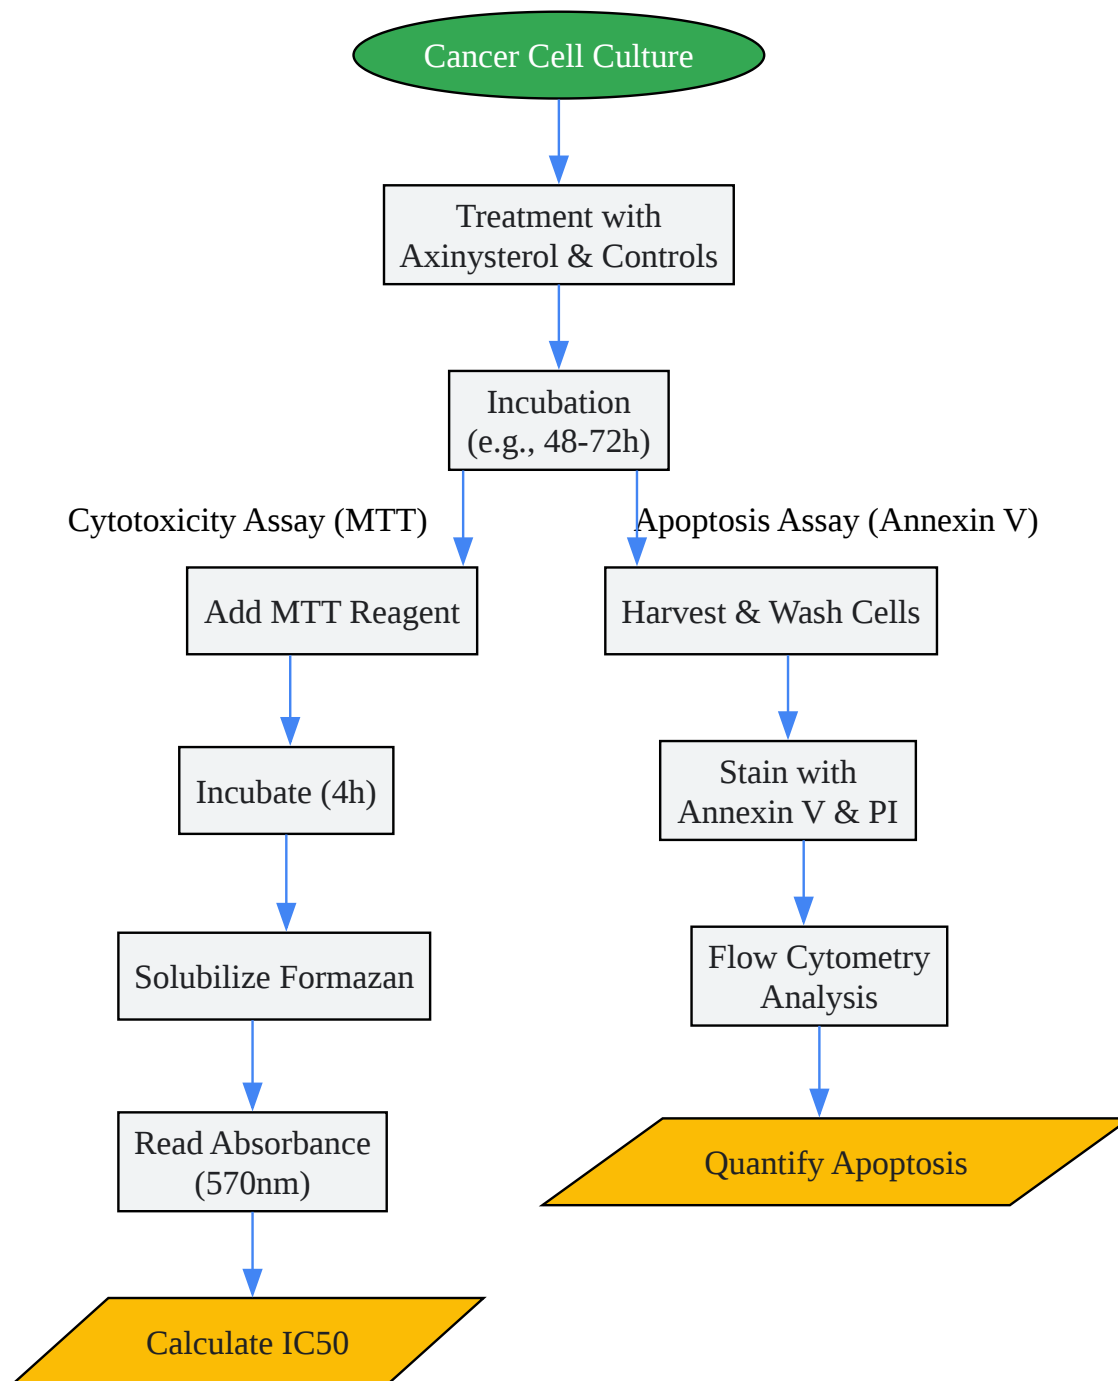 Cancer Cell Culture
Treatment with
Axinysterol & Controls
Incubation
(e.g., 48-72h)
Cytotoxicity Assay (MTT)
Apoptosis Assay (Annexin V)
Add MTT Reagent
Harvest & Wash Cells
Incubate (4h)
Stain with
Annexin V & PI
Solubilize Formazan
Flow Cytometry
Analysis
Read Absorbance
(570nm)
Quantify Apoptosis
Calculate IC50